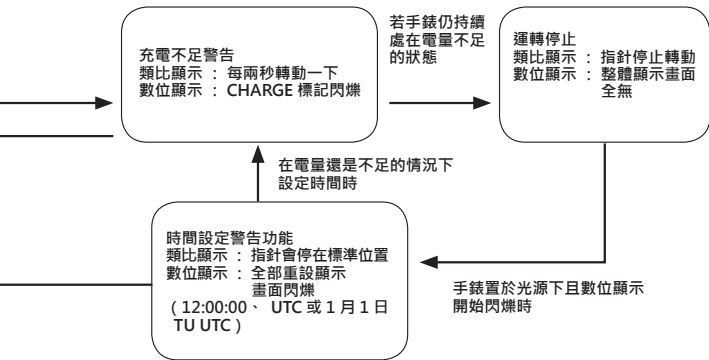 充電不足警告
類比顯示 : 每兩秒轉動一下
數位顯示 : CHARGE 標記閃爍
若手錶仍持續
處在電量不足
的狀態
運轉停止
類比顯示 : 指針停止轉動
數位顯示 : 整體顯示畫面
全無
在電量還是不足的情況下
設定時間時
時間設定警告功能
類比顯示 : 指針會停在標準位置
數位顯示 : 全部重設顯示
畫面閃爍
( 12:00:00、 UTC 或 1 月 1 日
TU UTC )
手錶置於光源下且數位顯示
開始閃爍時